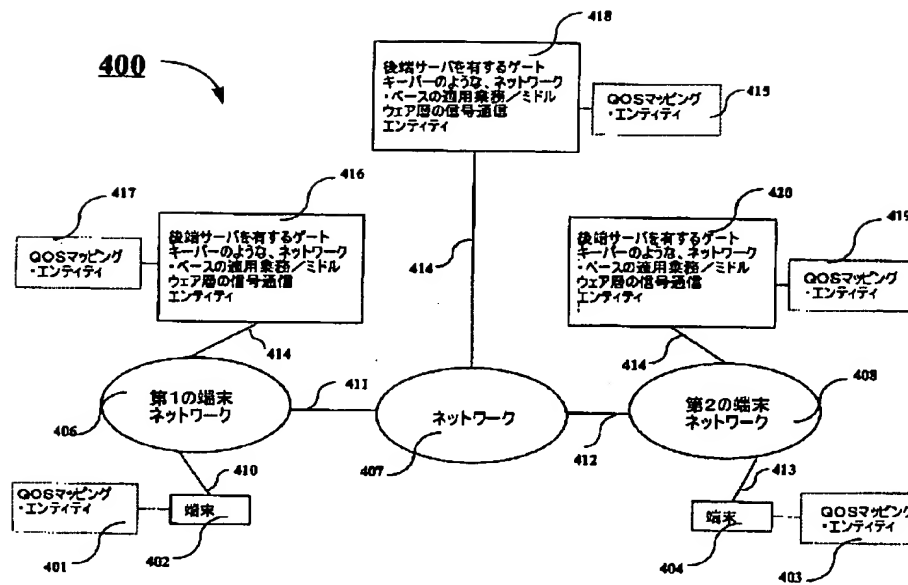 418
400
後端サーバを有するゲート
キーパーのような、ネットワーク
・ベースの適用業務／ミドル
ウェア層の信号通信
エンティティ
QOSマッピング
・エンティティ
415
417
416
QOSマッピング
・エンティティ
後端サーバを有するゲート
キーパーのような、ネットワーク
・ベースの適用業務／ミドル
ウェア層の信号通信
エンティティ
414
420
後端サーバを有するゲート
キーパーのような、ネットワーク
・ベースの適用業務／ミドル
ウェア層の信号通信
エンティティ
419
QOSマッピング
・エンティティ
414
414
406
第1の端末
ネットワーク
411
ネットワーク
407
412
第2の端末
ネットワーク
408
410
413
QOSマッピング
・エンティティ
401
端末
402
端末
404
QOSマッピング
・エンティティ
403